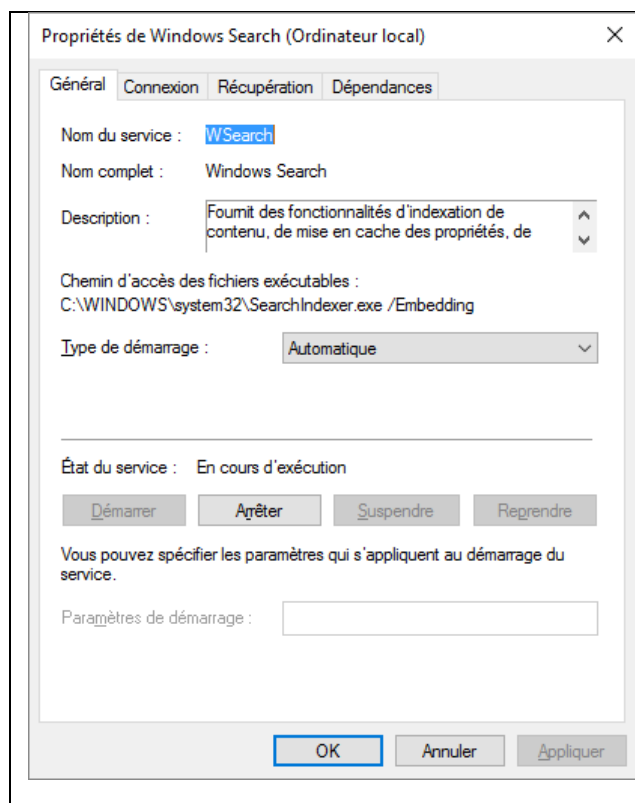 Propriétés de Windows Search (Ordinateur local)
Général Connexion Récupération Dépendances
Nom du service : WSearch
Nom complet : Windows Search
Description : Fournit des fonctionnalités d'indexation de
contenu, de mise en cache des propriétés, de
Chemin d'accès des fichiers exécutables :
C:\WINDOWS\system32\SearchIndexer.exe /Embedding
Type de démarrage : Automatique
État du service : En cours d'exécution
Démarrer Arrêter Suspendre Reprendre
Vous pouvez spécifier les paramètres qui s'appliquent au démarrage du
service.
Paramètres de démarrage :
OK Annuler Appliquer